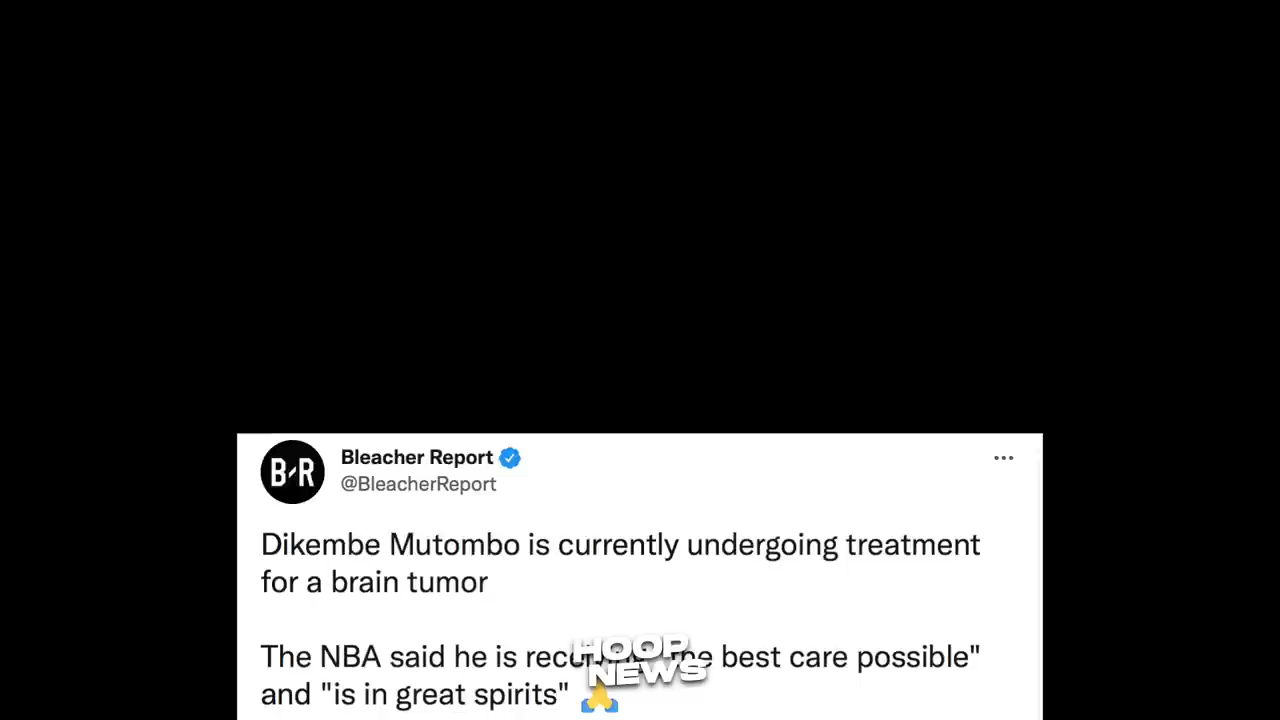 B-R
Bleacher Report
@BleacherReport
Dikembe Mutombo is currently undergoing treatment
for a brain tumor
The NBA said he is best care possible"
and "is in great spirits"
HOOP
NEWS